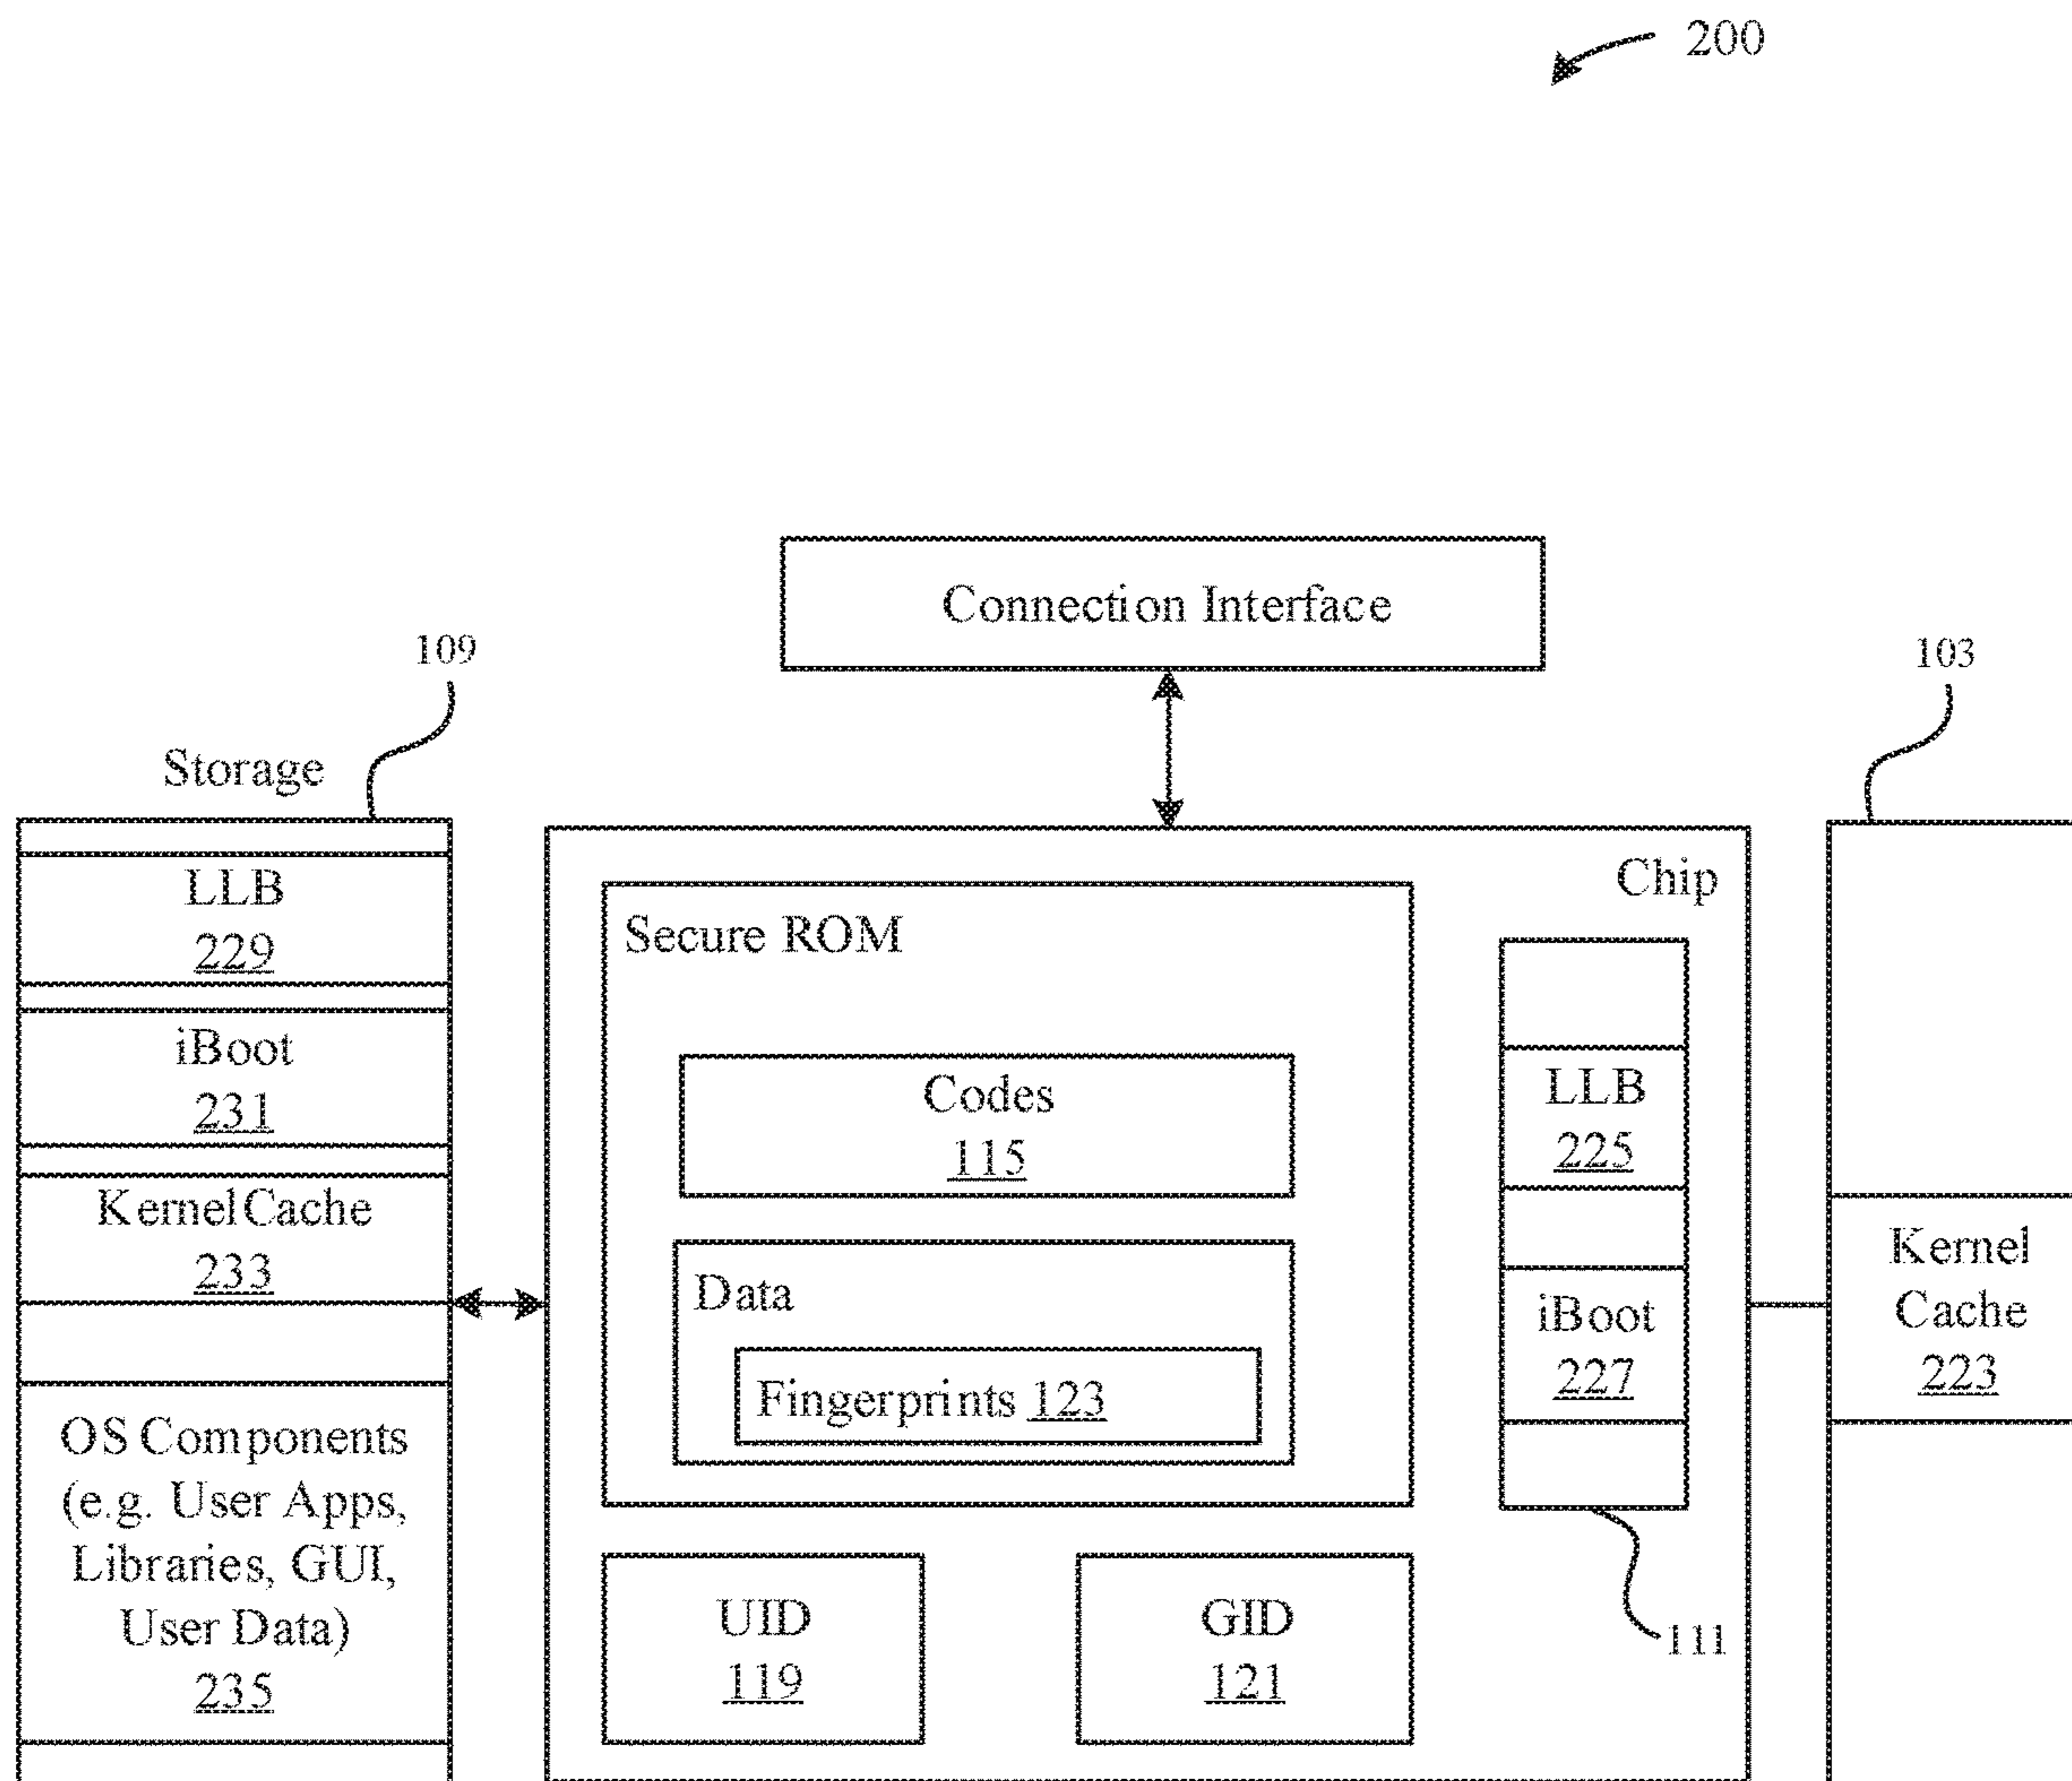 200
Connection Interface
109
103
Storage
LLB
229
iBoot
231
KernelCache
233
OS Components
(e.g. User Apps,
Libraries, GUI,
User Data)
235
Chip
Secure ROM
Codes
115
Data
Fingerprints 123
UID
119
GID
121
LLB
225
iBoot
227
111
Kernel
Cache
223